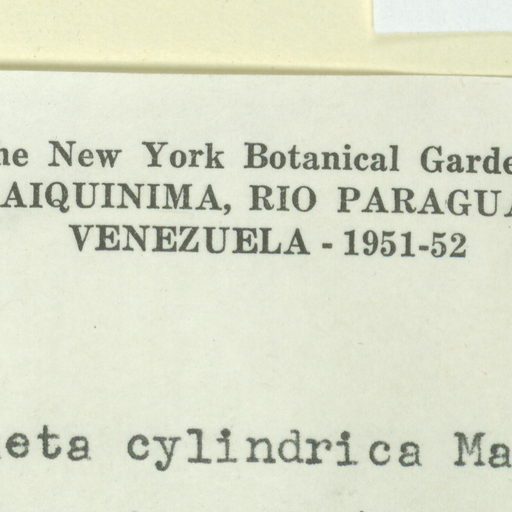 he New York Botanical Garde
AIQUINIMA, RIO PARAGUA
VENEZUELA - 1951-52
eta cylindrica Ma